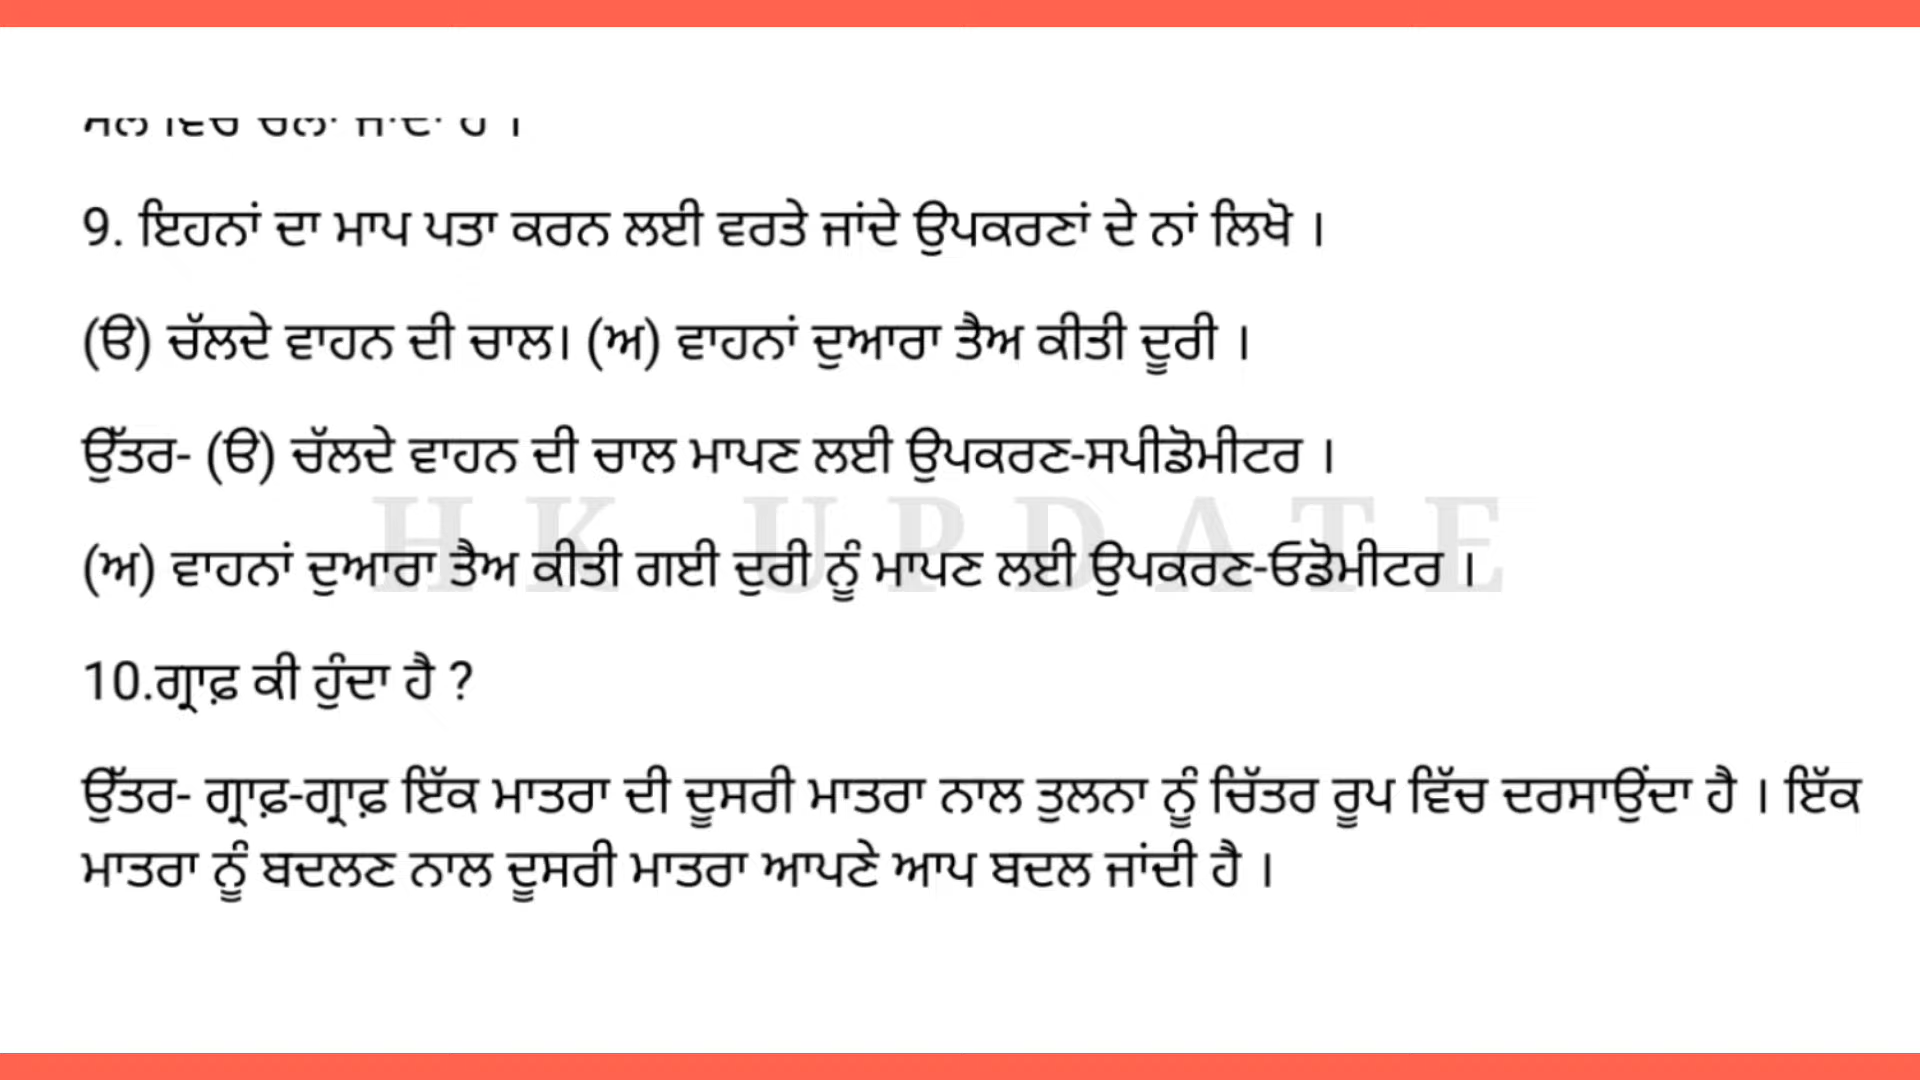 9. ਇਹਨਾਂ ਦਾ ਮਾਪ ਪਤਾ ਕਰਨ ਲਈ ਵਰਤੇ ਜਾਂਦੇ ਉਪਕਰਣਾਂ ਦੇ ਨਾਂ ਲਿਖੋ ।
(ੳ) ਚੱਲਦੇ ਵਾਹਨ ਦੀ ਚਾਲ। (ਅ) ਵਾਹਨਾਂ ਦੁਆਰਾ ਤੈਅ ਕੀਤੀ ਦੂਰੀ ।
ਉੱਤਰ- (ੳ) ਚੱਲਦੇ ਵਾਹਨ ਦੀ ਚਾਲ ਮਾਪਣ ਲਈ ਉਪਕਰਣ-ਸਪੀਡੋਮੀਟਰ ।
HK UPDATE
(ਅ) ਵਾਹਨਾਂ ਦੁਆਰਾ ਤੈਅ ਕੀਤੀ ਗਈ ਦੁਰੀ ਨੂੰ ਮਾਪਣ ਲਈ ਉਪਕਰਣ-ਓਡੋਮੀਟਰ ।
10.ਗ੍ਰਾਫ਼ ਕੀ ਹੁੰਦਾ ਹੈ ?
ਉੱਤਰ- ਗ੍ਰਾਫ਼-ਗ੍ਰਾਫ਼ ਇੱਕ ਮਾਤਰਾ ਦੀ ਦੂਸਰੀ ਮਾਤਰਾ ਨਾਲ ਤੁਲਨਾ ਨੂੰ ਚਿੱਤਰ ਰੂਪ ਵਿੱਚ ਦਰਸਾਉਂਦਾ ਹੈ । ਇੱਕ
ਮਾਤਰਾ ਨੂੰ ਬਦਲਣ ਨਾਲ ਦੂਸਰੀ ਮਾਤਰਾ ਆਪਣੇ ਆਪ ਬਦਲ ਜਾਂਦੀ ਹੈ ।